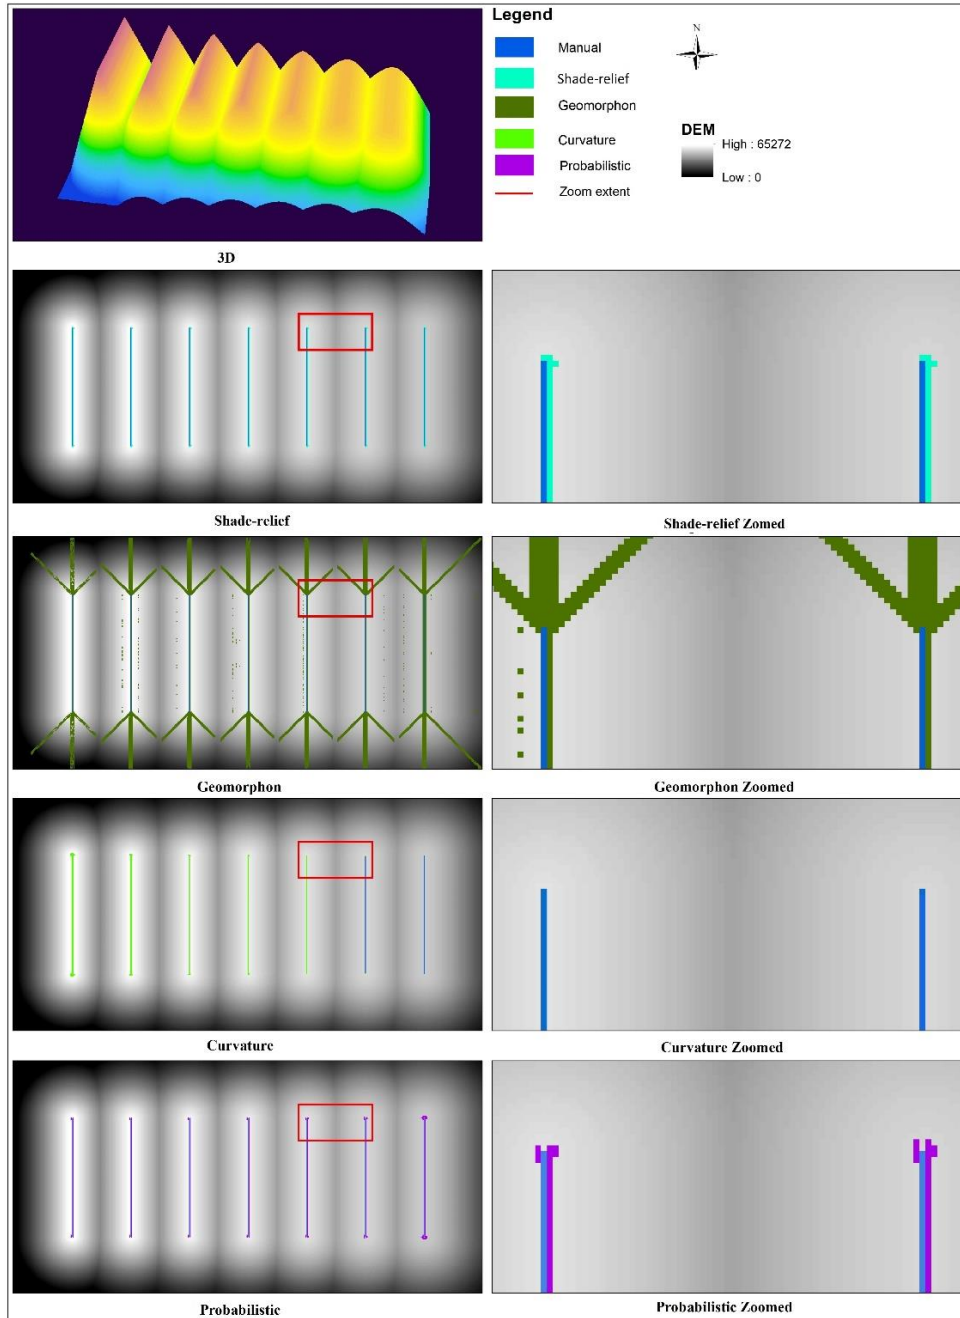 Legend
N
Manual
Shade-relief
Geomorphon
Curvature
Probabilistic
Zoom extent
DEM
High : 65272
Low : 0
3D
Shade-relief
Shade-relief Zomed
Geomorphon
Geomorphon Zoomed
Curvature
Curvature Zoomed
Probabilistic
Probabilistic Zoomed